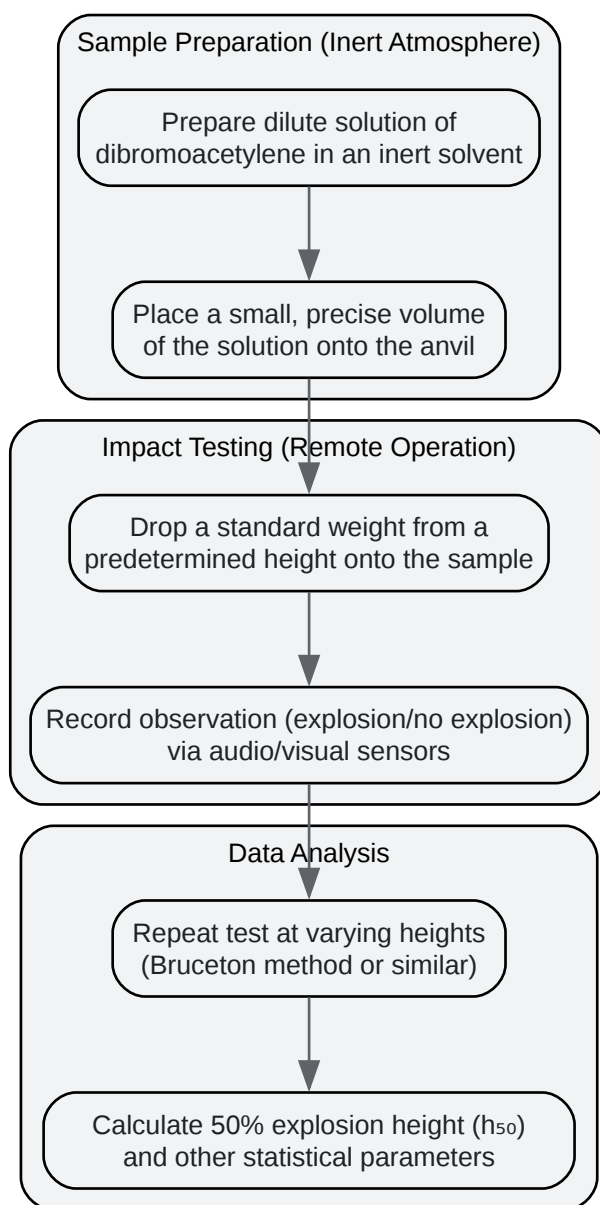 Sample Preparation (Inert Atmosphere)
Prepare dilute solution of
dibromoacetylene in an inert solvent
Place a small, precise volume
of the solution onto the anvil
Impact Testing (Remote Operation)
Drop a standard weight from a
predetermined height onto the sample
Record observation (explosion/no explosion)
via audio/visual sensors
Data Analysis
Repeat test at varying heights
(Bruceton method or similar)
Calculate 50% explosion height (h₅₀)
and other statistical parameters